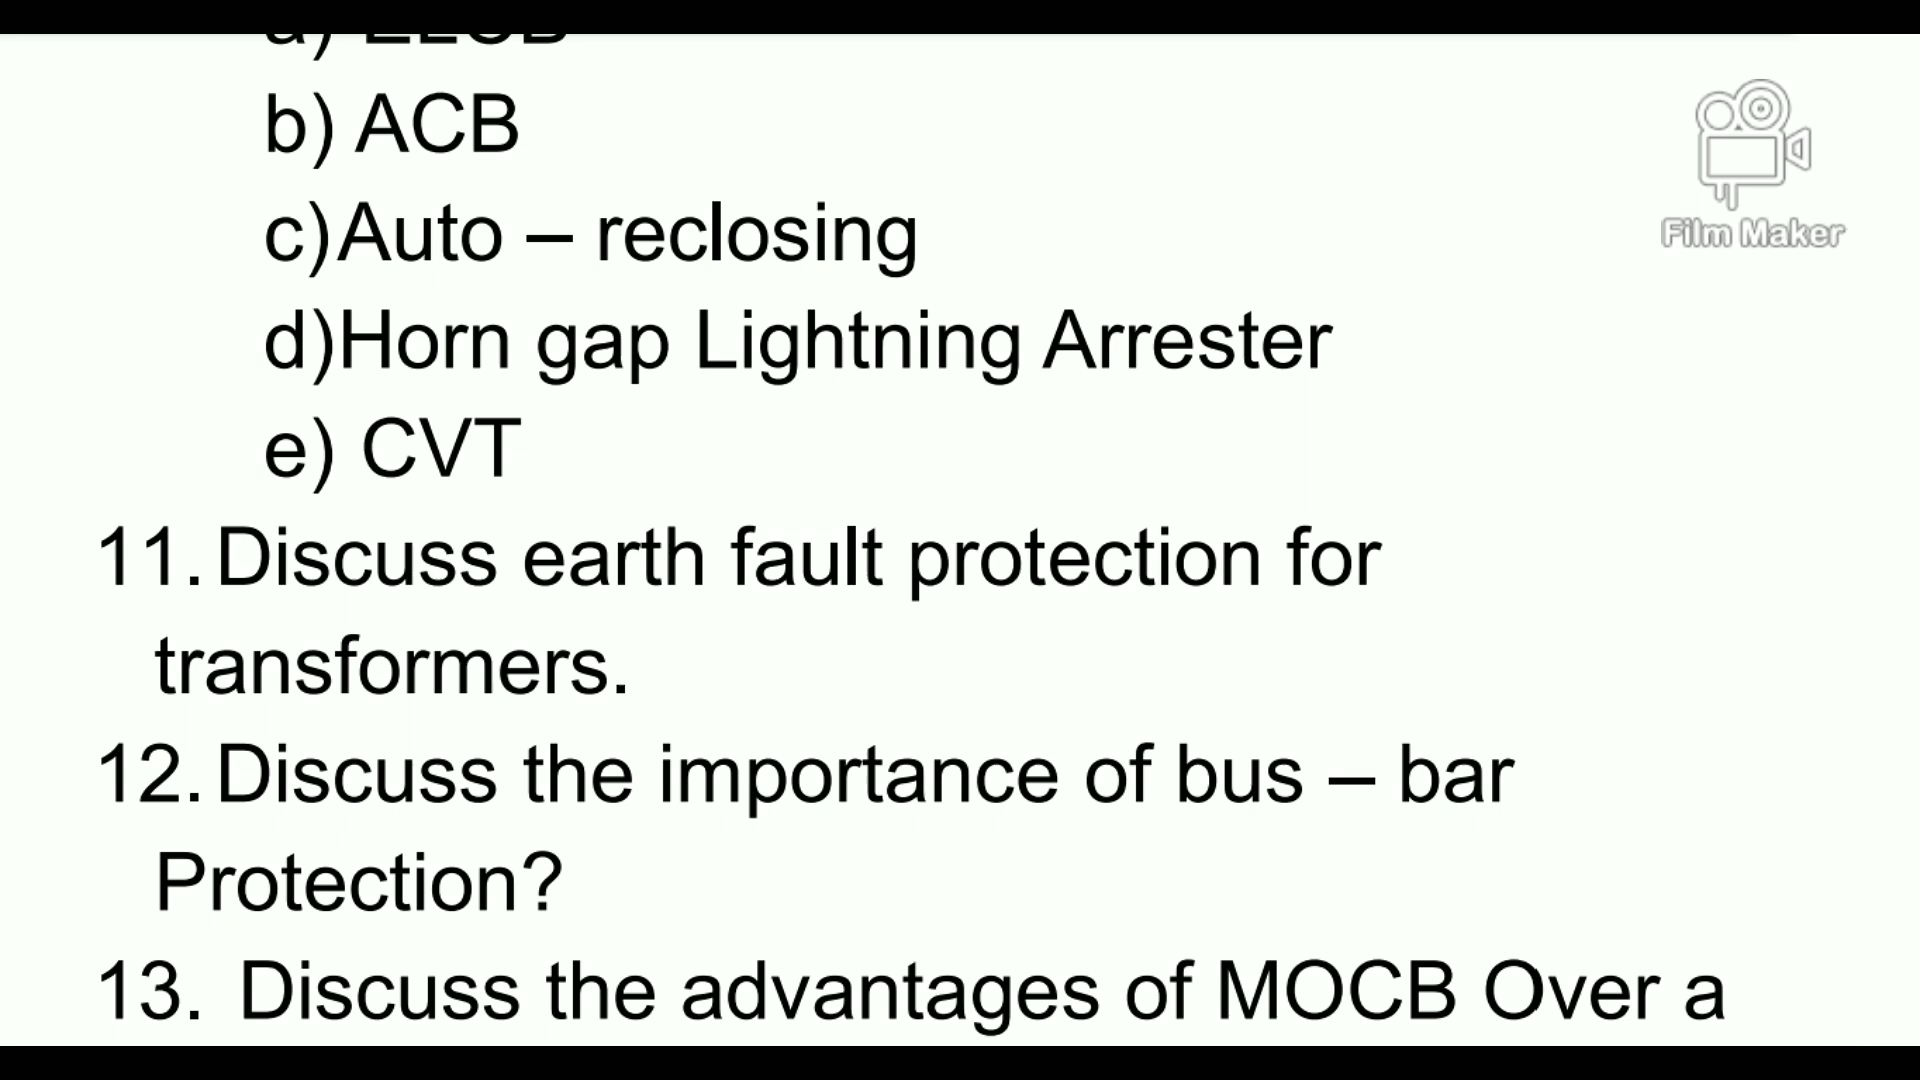 b) ACB
c)Auto – reclosing
d)Horn gap Lightning Arrester
e) CVT
11. Discuss earth fault protection for
transformers.
12. Discuss the importance of bus – bar
Protection?
13. Discuss the advantages of MOCB Over a
Film Maker